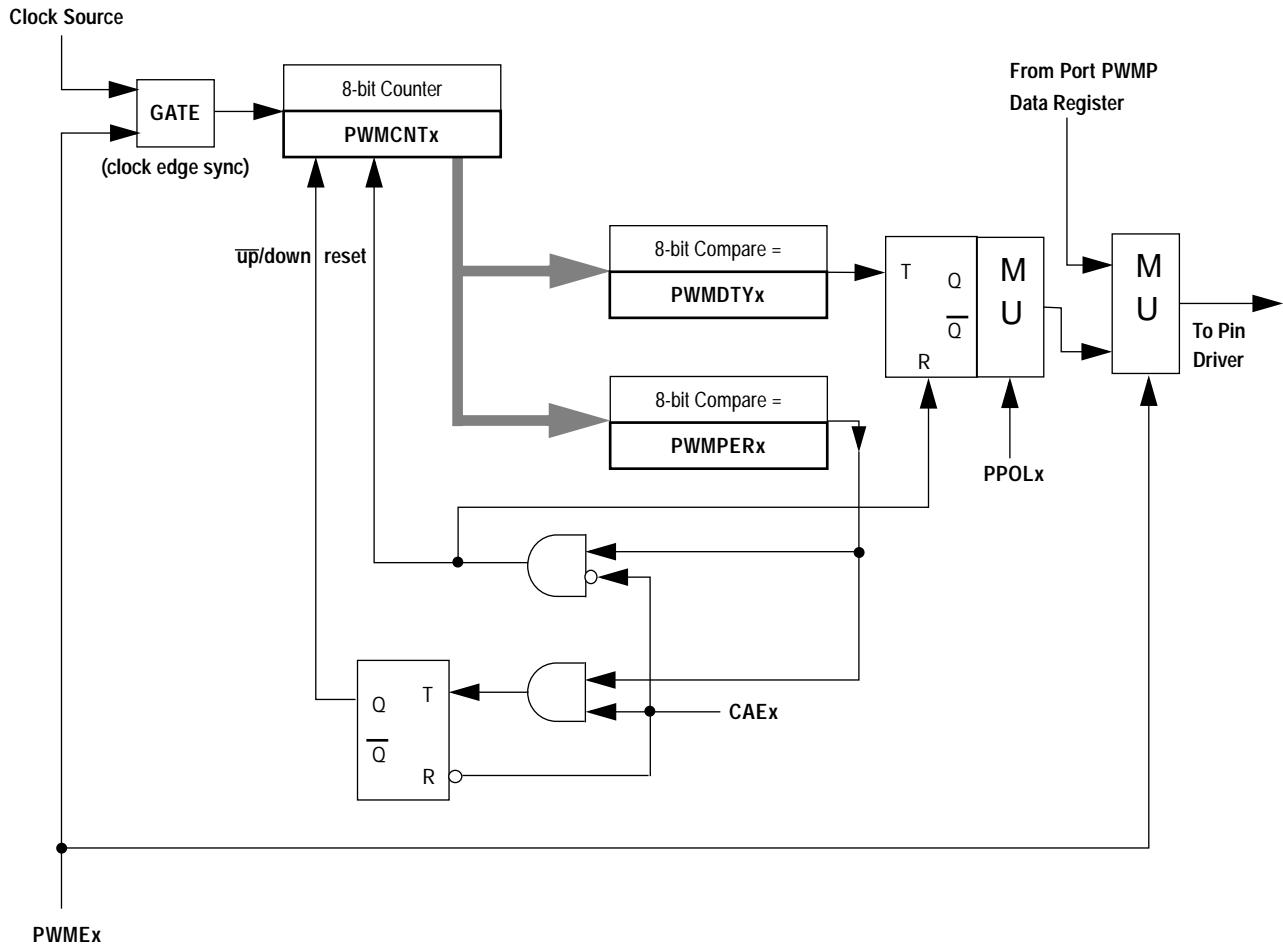 Clock Source
GATE
(clock edge sync)
8-bit Counter
PWMCNTx
From Port PWMP
Data Register
up/down reset
8-bit Compare =
PWMDTYx
T
Q
Q
R
M
U
M
U
To Pin
Driver
8-bit Compare =
PWMPERx
PPOLx
Q
T
Q
R
CAEx
PWMEx